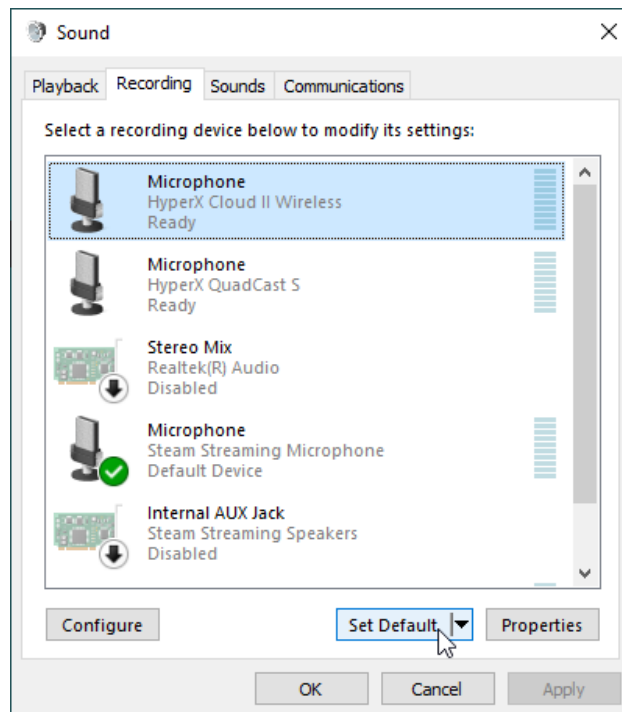 Sound
Playback Recording Sounds Communications
Select a recording device below to modify its settings:
Microphone
HyperX Cloud II Wireless
Ready
Microphone
HyperX QuadCast S
Ready
Stereo Mix
Realtek(R) Audio
Disabled
Microphone
Steam Streaming Microphone
Default Device
Internal AUX Jack
Steam Streaming Speakers
Disabled
Configure Set Default Properties
OK Cancel Apply